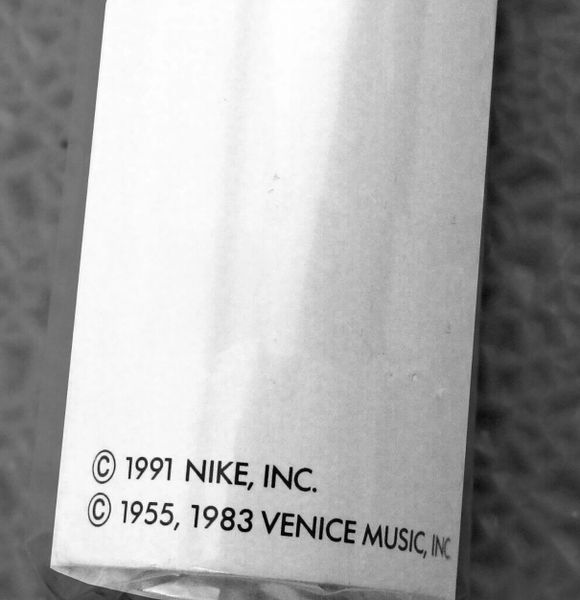 © 1991 NIKE, INC.
© 1955, 1983 VENICE MUSIC, INC